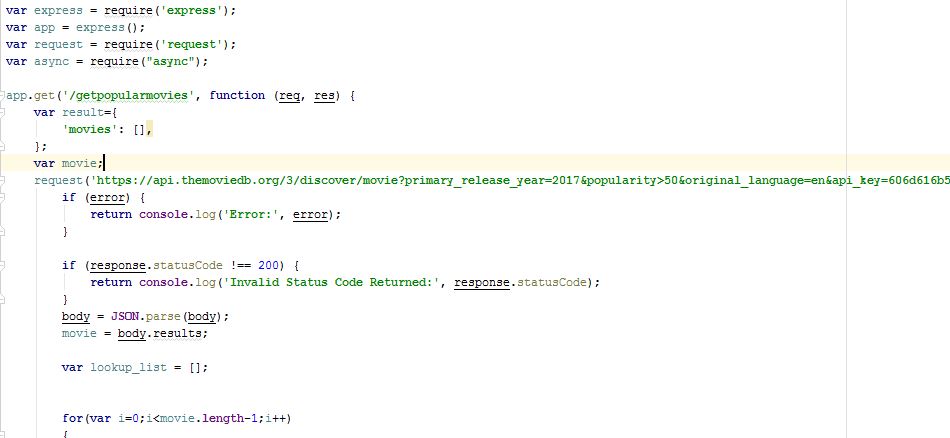 var express = require('express');
var app = express();
var request = require('request');
var async = require("async");
app.get('/getpopularmovies', function (req, res) {
var result={
'movies': [],
};
var movie;
request('https://api.themoviedb.org/3/discover/movie?primary_release_year=2017&popularity>50&original_language=en&api_key=606d616b5
if (error) {
return console.log('Error:', error);
}
if (response.statusCode !== 200) {
return console.log('Invalid Status Code Returned:', response.statusCode);
}
body = JSON.parse(body);
movie = body.results;
var lookup_list = [];
for(var i=0;i<movie.length-1;i++)
{